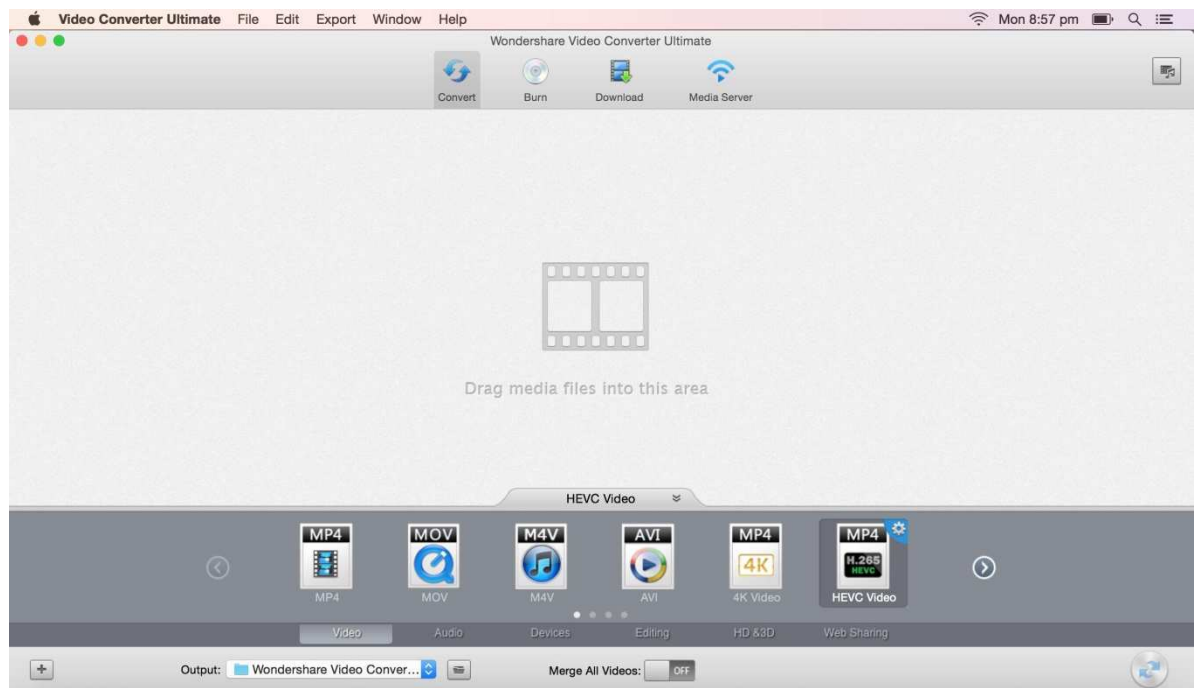 Video Converter Ultimate File Edit Export Window Help Mon 8:57 pm
Wondershare Video Converter Ultimate
Convert Burn Download Media Server
Drag media files into this area
HEVC Video
MP4 MOV M4V AVI MP4 MP4
4K H.265
HEVC
MP4 MOV M4V AVI 4K Video HEVC Video
Video Audio Devices Editing HD &3D Web Sharing
Output: Wondershare Video Conver... Merge All Videos: OFF